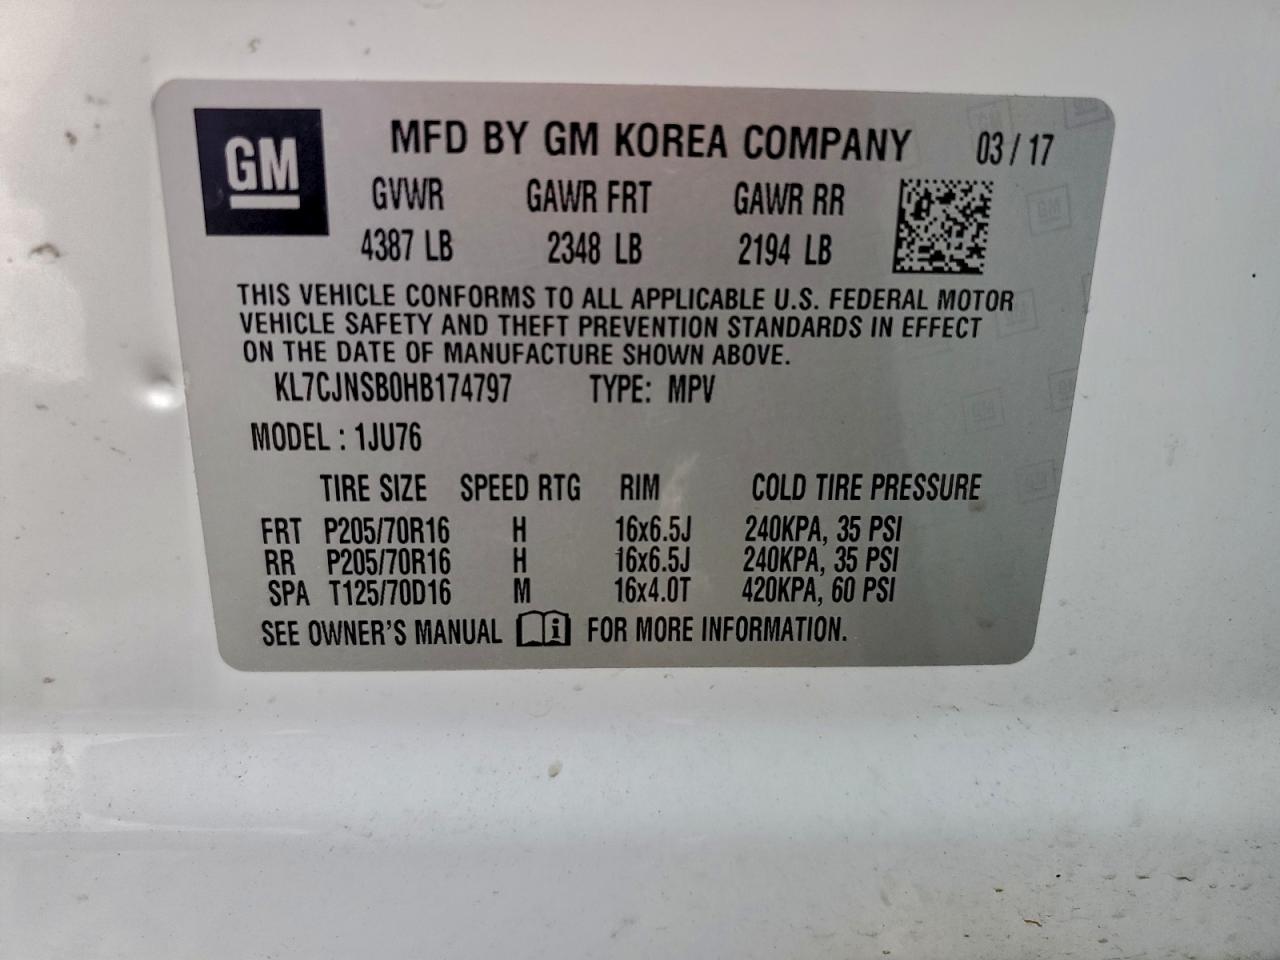 GM
MFD BY GM KOREA COMPANY 03/17
GVWR GAWR FRT GAWR RR
4387 LB 2348 LB 2194 LB
THIS VEHICLE CONFORMS TO ALL APPLICABLE U.S. FEDERAL MOTOR
VEHICLE SAFETY AND THEFT PREVENTION STANDARDS IN EFFECT
ON THE DATE OF MANUFACTURE SHOWN ABOVE.
KL7CJNSB0HB174797 TYPE: MPV
MODEL : 1JU76
TIRE SIZE SPEED RTG RIM COLD TIRE PRESSURE
FRT P205/70R16 H 16x6.5J 240KPA, 35 PSI
RR P205/70R16 H 16x6.5J 240KPA, 35 PSI
SPA T125/70D16 M 16x4.0T 420KPA, 60 PSI
SEE OWNER'S MANUAL i FOR MORE INFORMATION.